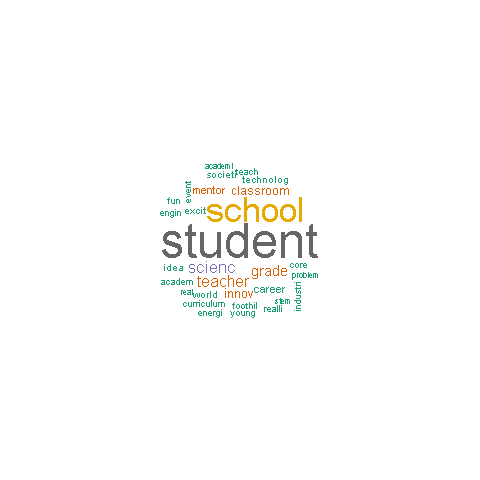 academi
societi teach
technolog
event mentor classroom
fun
engin excit school
student
idea scienc grade core
problem
academ teacher career
real world innov
industri
curriculum foothil stem
energi young realli